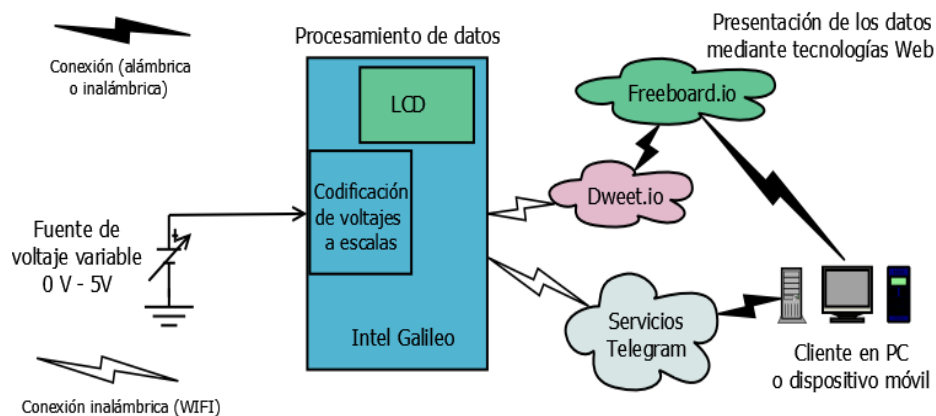 Conexión (alámbrica
o inalámbrica)
Procesamiento de datos
Presentación de los datos
mediante tecnologías Web
LCD
Freeboard.io
Codificación
de voltajes
a escalas
Dweet.io
Fuente de
voltaje variable
0 V - 5V
Intel Galileo
Servicios
Telegram
Cliente en PC
o dispositivo móvil
Conexión inalámbrica (WIFI)